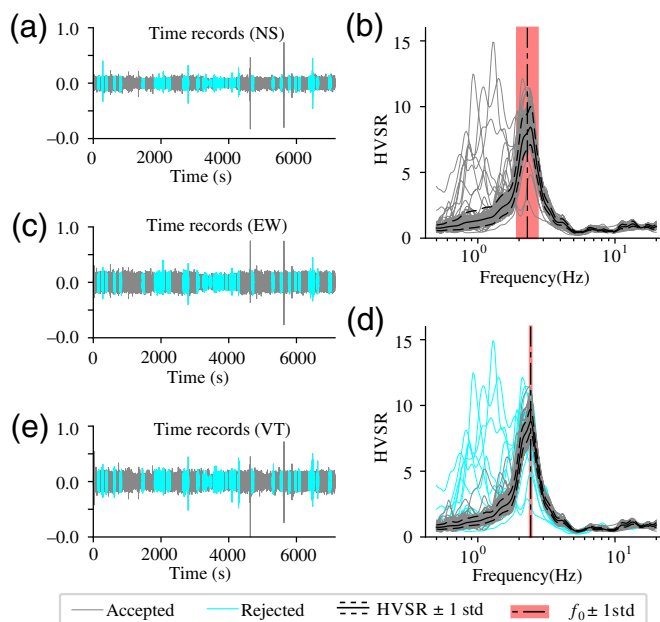 (a)
Time records (NS)
1.0
0.0
–0.0
0 2000 4000 6000
Time (s)
(b)
HVSR
15
10
5
0
10^0 10^1
Frequency(Hz)
(c)
Time records (EW)
1.0
0.0
–0.0
0 2000 4000 6000
Time (s)
(d)
HVSR
15
10
5
0
10^0 10^1
Frequency(Hz)
(e)
Time records (VT)
1.0
0.0
–0.0
0 2000 4000 6000
Time (s)
Accepted Rejected HVSR ± 1 std f₀ ± 1std